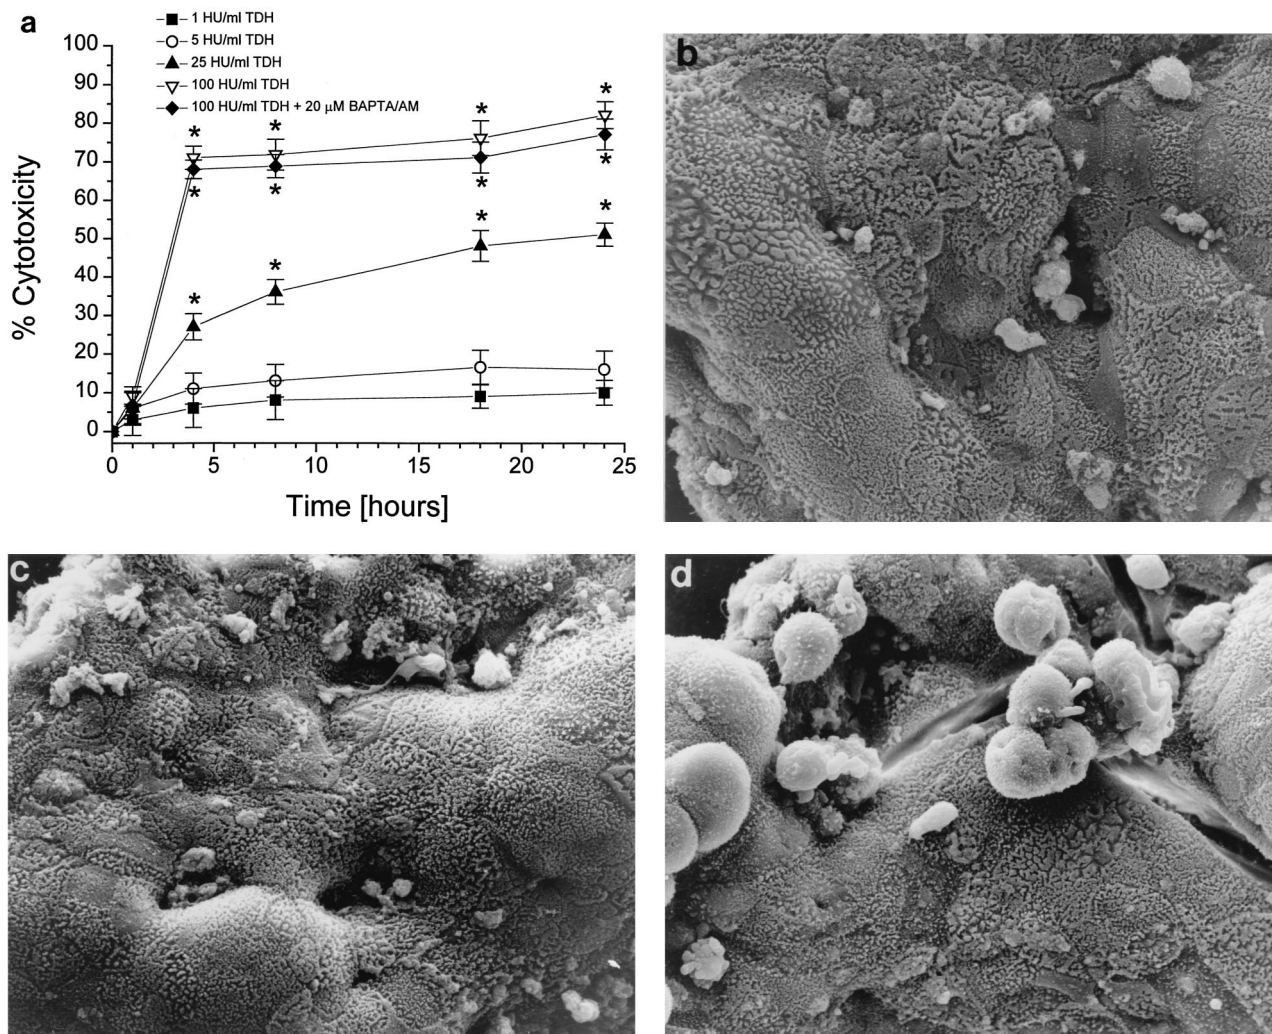 a
1 HU/ml TDH
5 HU/ml TDH
25 HU/ml TDH
100 HU/ml TDH
100 HU/ml TDH + 20 μM BAPTA/AM
% Cytotoxicity
100
90
80
70
60
50
40
30
20
10
0
* * * *
* * * *
* * * *
0 5 10 15 20 25
Time [hours]
b
c
d